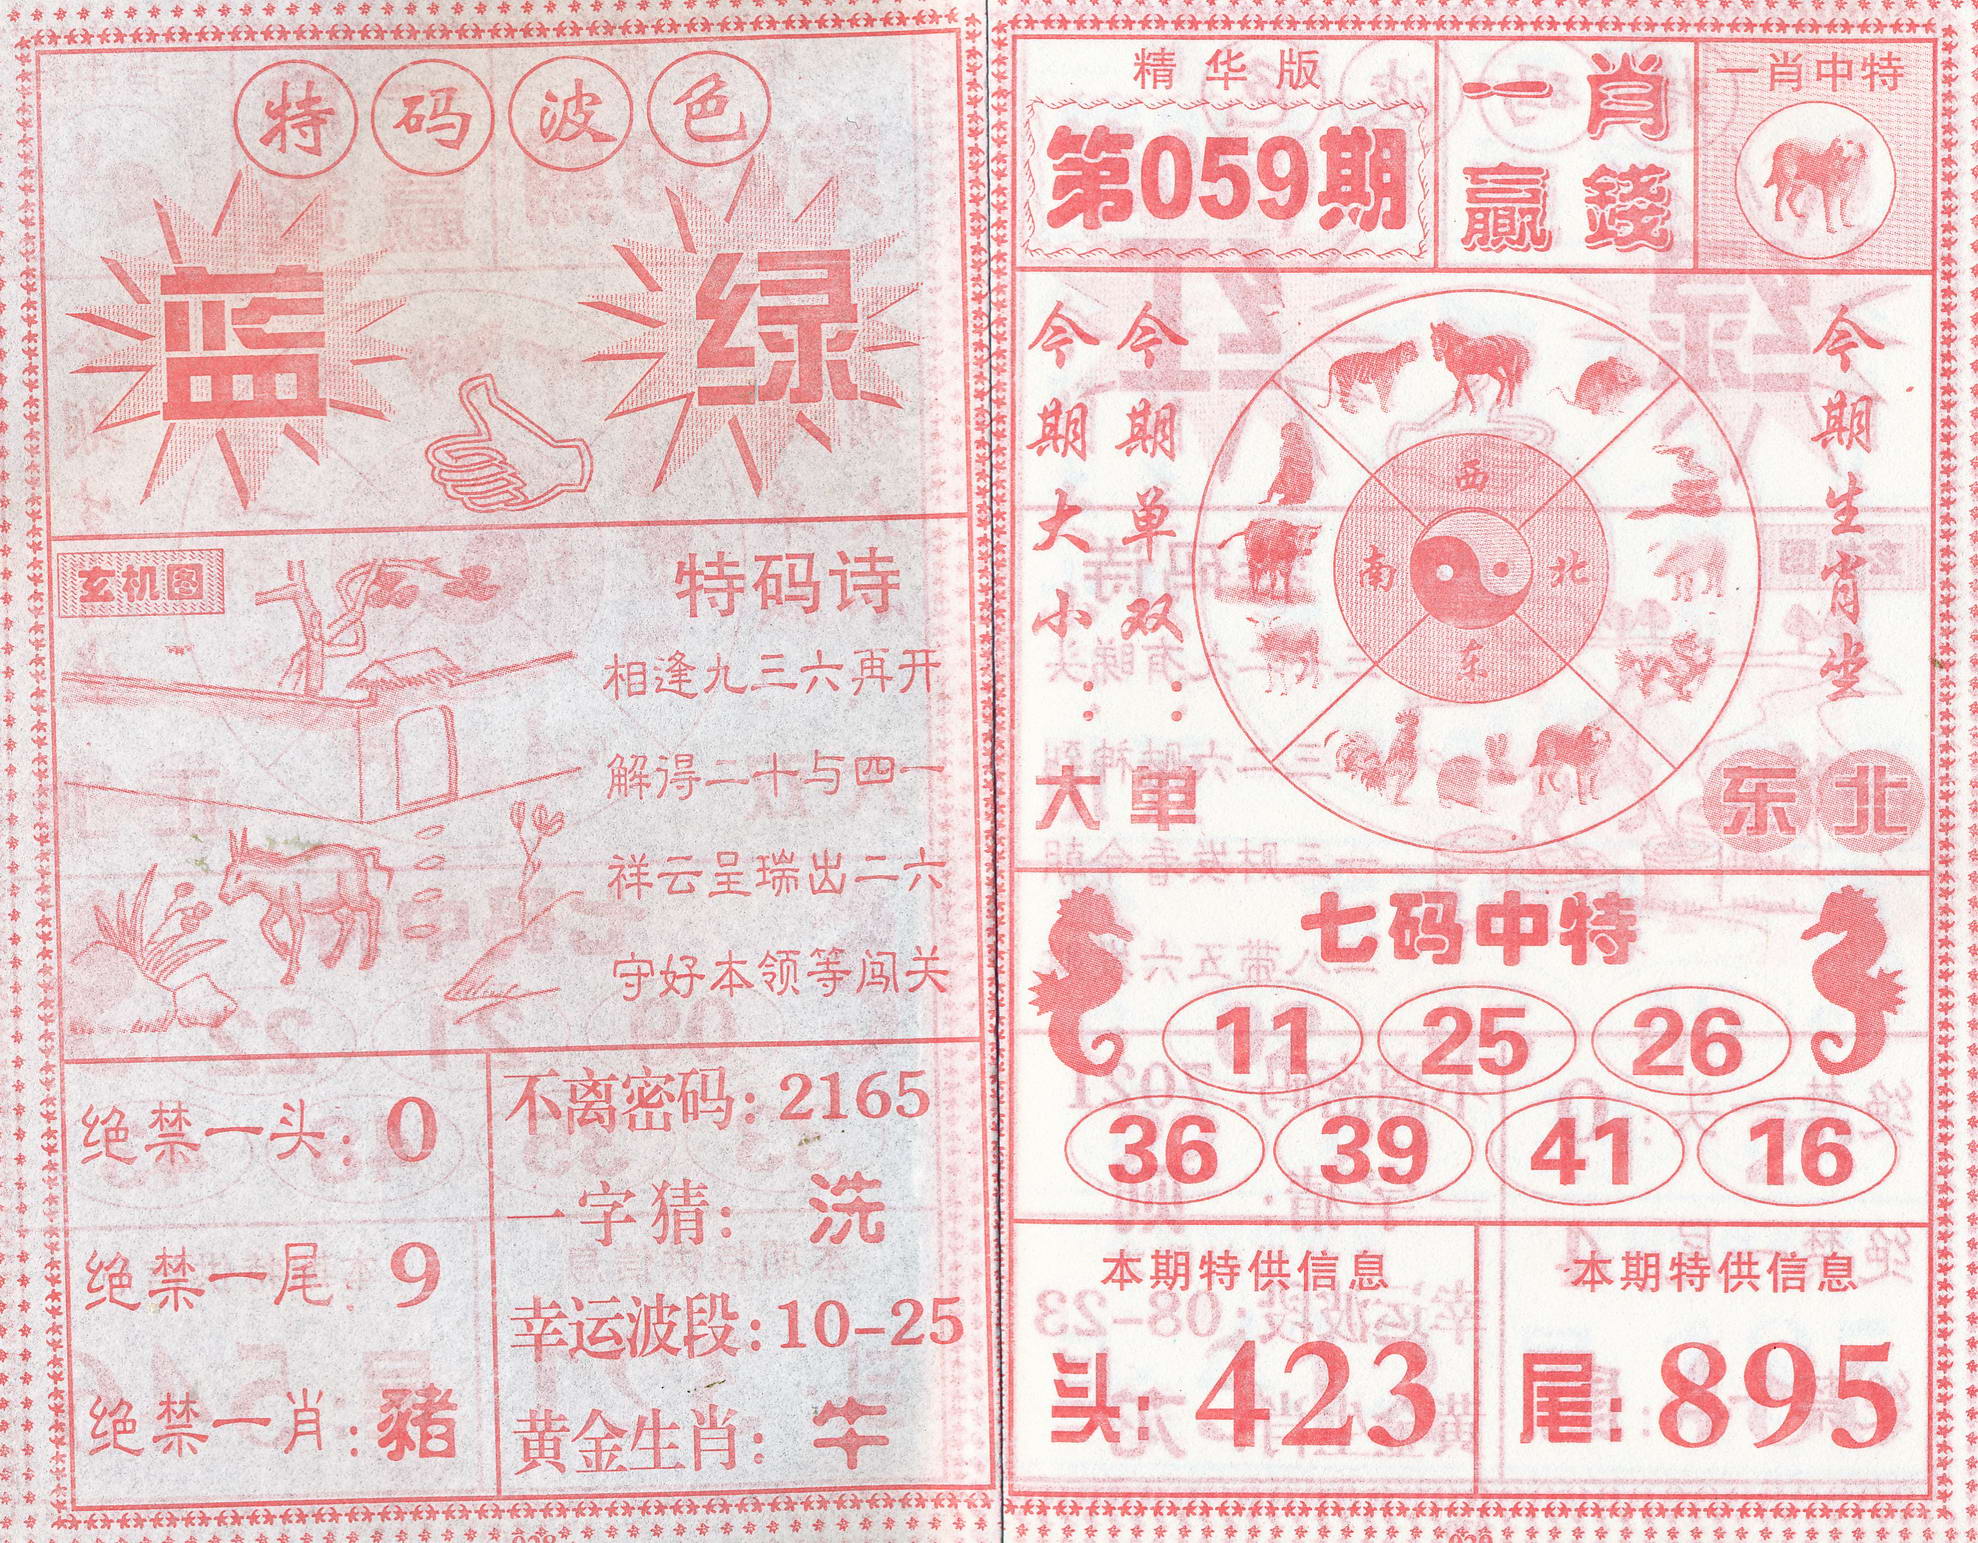 特码波色
蓝 绿
玄机图
特码诗
相逢九三六再开
解得二十与四一
祥云呈瑞出二六
守好本领等闯关
绝禁一头:0
绝禁一尾:9
绝禁一肖:豬
不离密码:2165
一字猜: 洗
幸运波段:10-25
黄金生肖: 牛
精华版
第059期
一肖
赢錢
一肖中特
今期大小:大
今期单双:单
西
南 北
东
今期生肖坐
东北
七码中特
11 25 26
36 39 41 16
本期特供信息
头:423
本期特供信息
尾:895